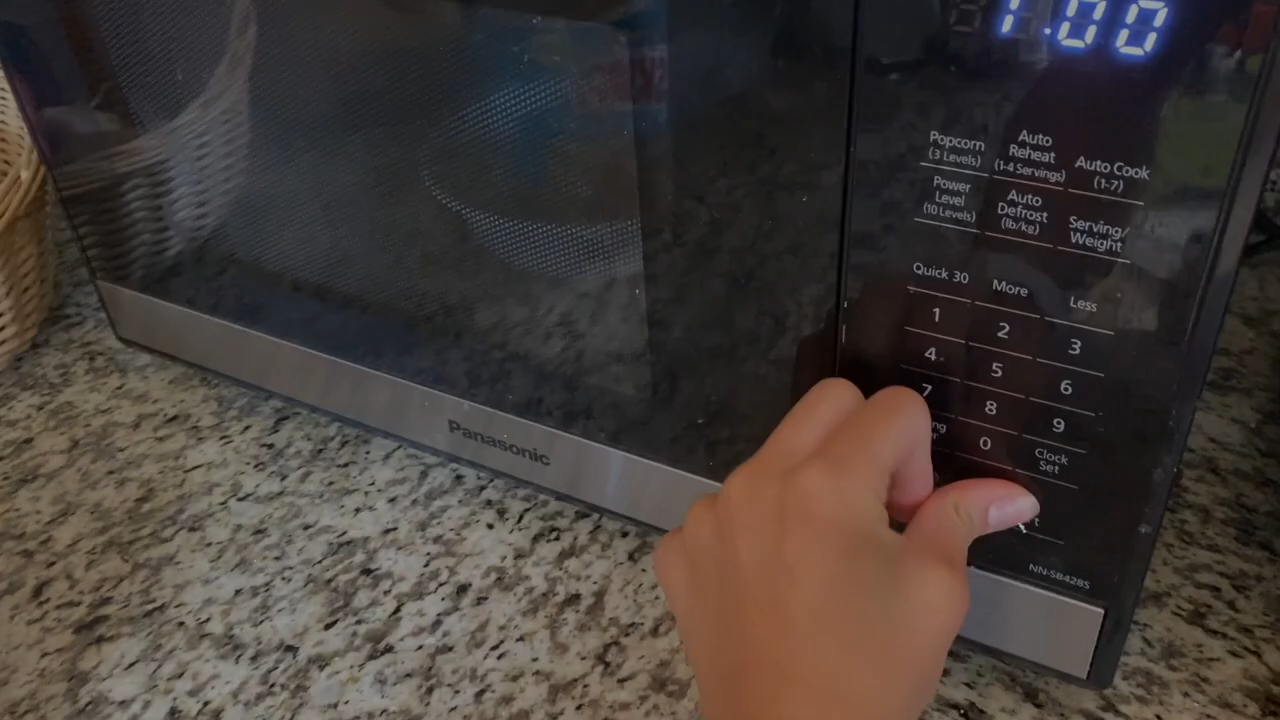 1:00
Popcorn
(3 Levels)
Auto
Reheat
(1-4 Servings)
Auto Cook
(1-7)
Power
Level
(10 Levels)
Auto
Defrost
(lb/kg)
Serving/
Weight
Quick 30
More
Less
1
2
3
4
5
6
7
8
9
0
Clock
Set
Panasonic
NN-SB428S